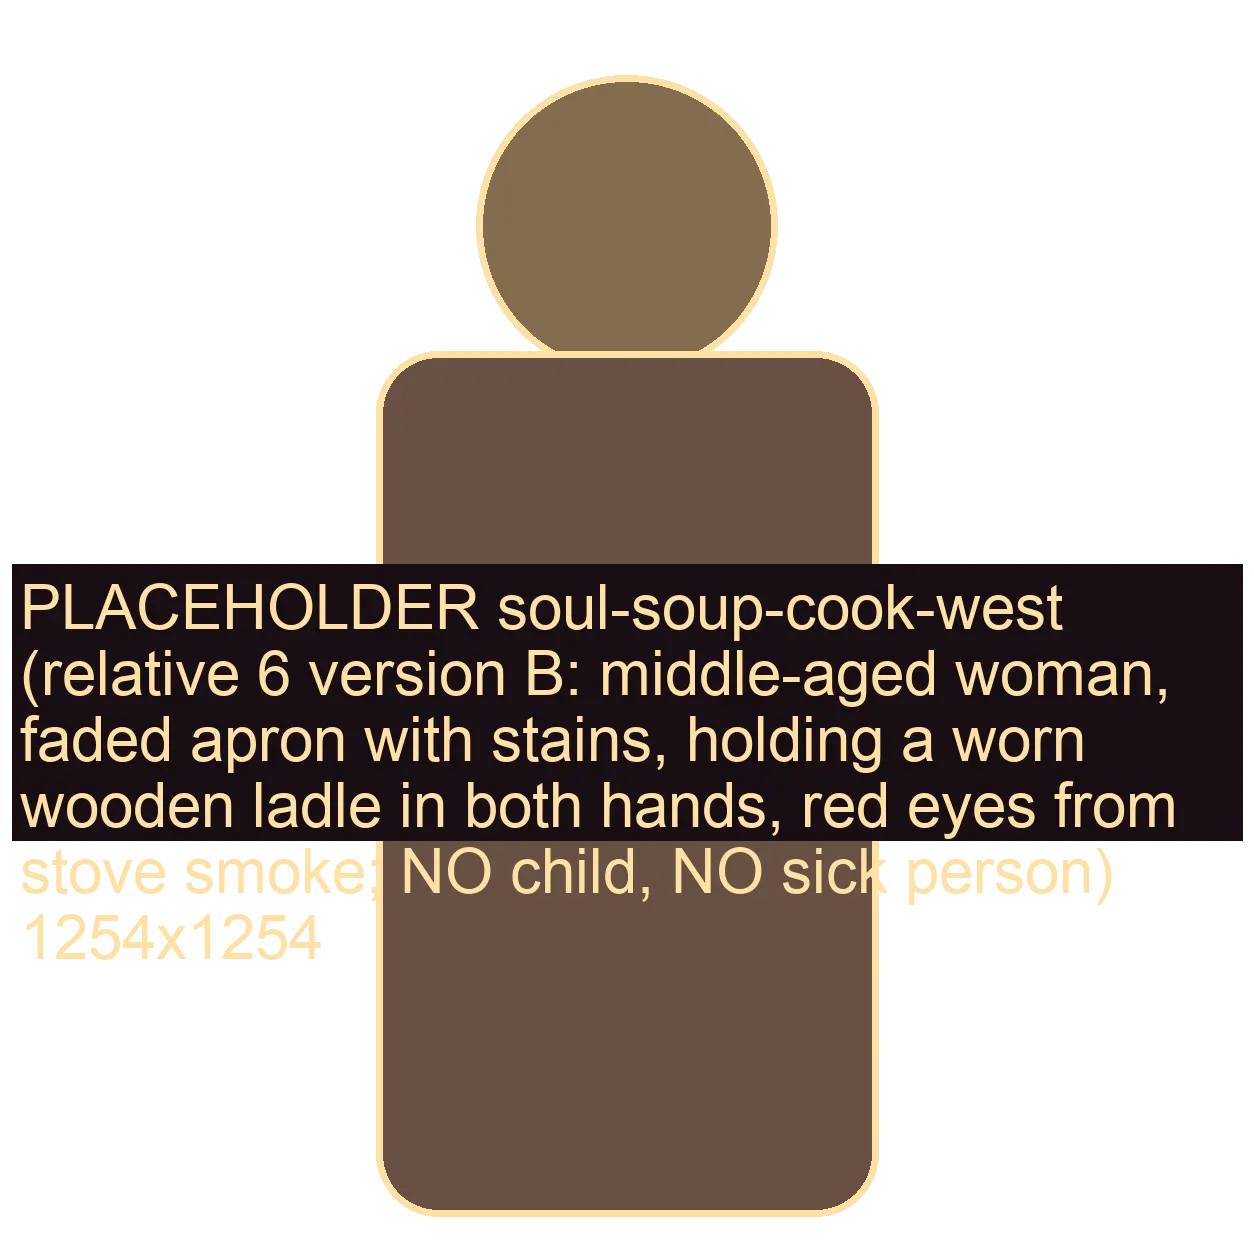 PLACEHOLDER soul-soup-cook-west
(relative 6 version B: middle-aged woman,
faded apron with stains, holding a worn
wooden ladle in both hands, red eyes from
stove smoke; NO child, NO sick person)
1254x1254